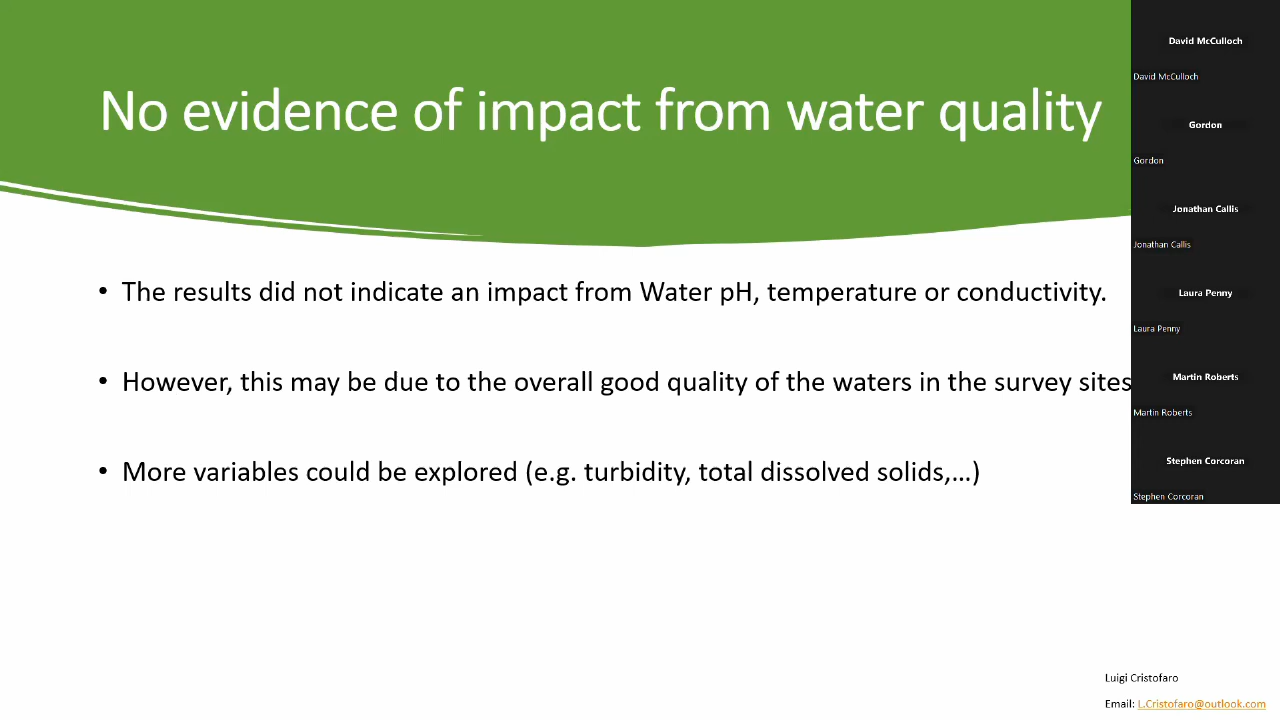 No evidence of impact from water quality
• The results did not indicate an impact from Water pH, temperature or conductivity.
• However, this may be due to the overall good quality of the waters in the survey sites
• More variables could be explored (e.g. turbidity, total dissolved solids,...)
Luigi Cristofaro
Email: L.Cristofaro@outlook.com
David McCulloch
David McCulloch
Gordon
Gordon
Jonathan Callis
Jonathan Callis
Laura Penny
Laura Penny
Martin Roberts
Martin Roberts
Stephen Corcoran
Stephen Corcoran